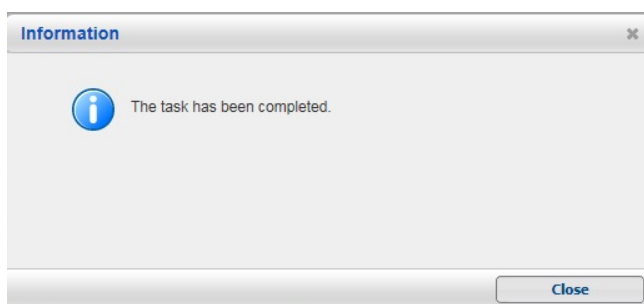 Information
The task has been completed.
Close